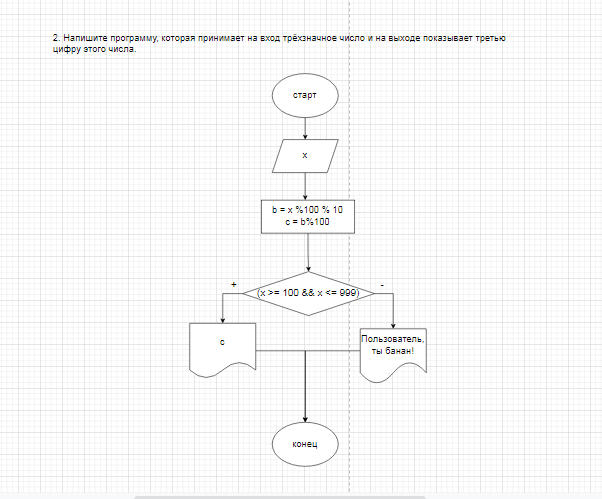 2. Напишите программу, которая принимает на вход трёхзначное число и на выходе показывает третью
цифру этого числа.
старт
x
b = x %100 % 10
c = b%100
(x >= 100 && x <= 999)
+
-
c
Пользователь,
ты банан!
конец